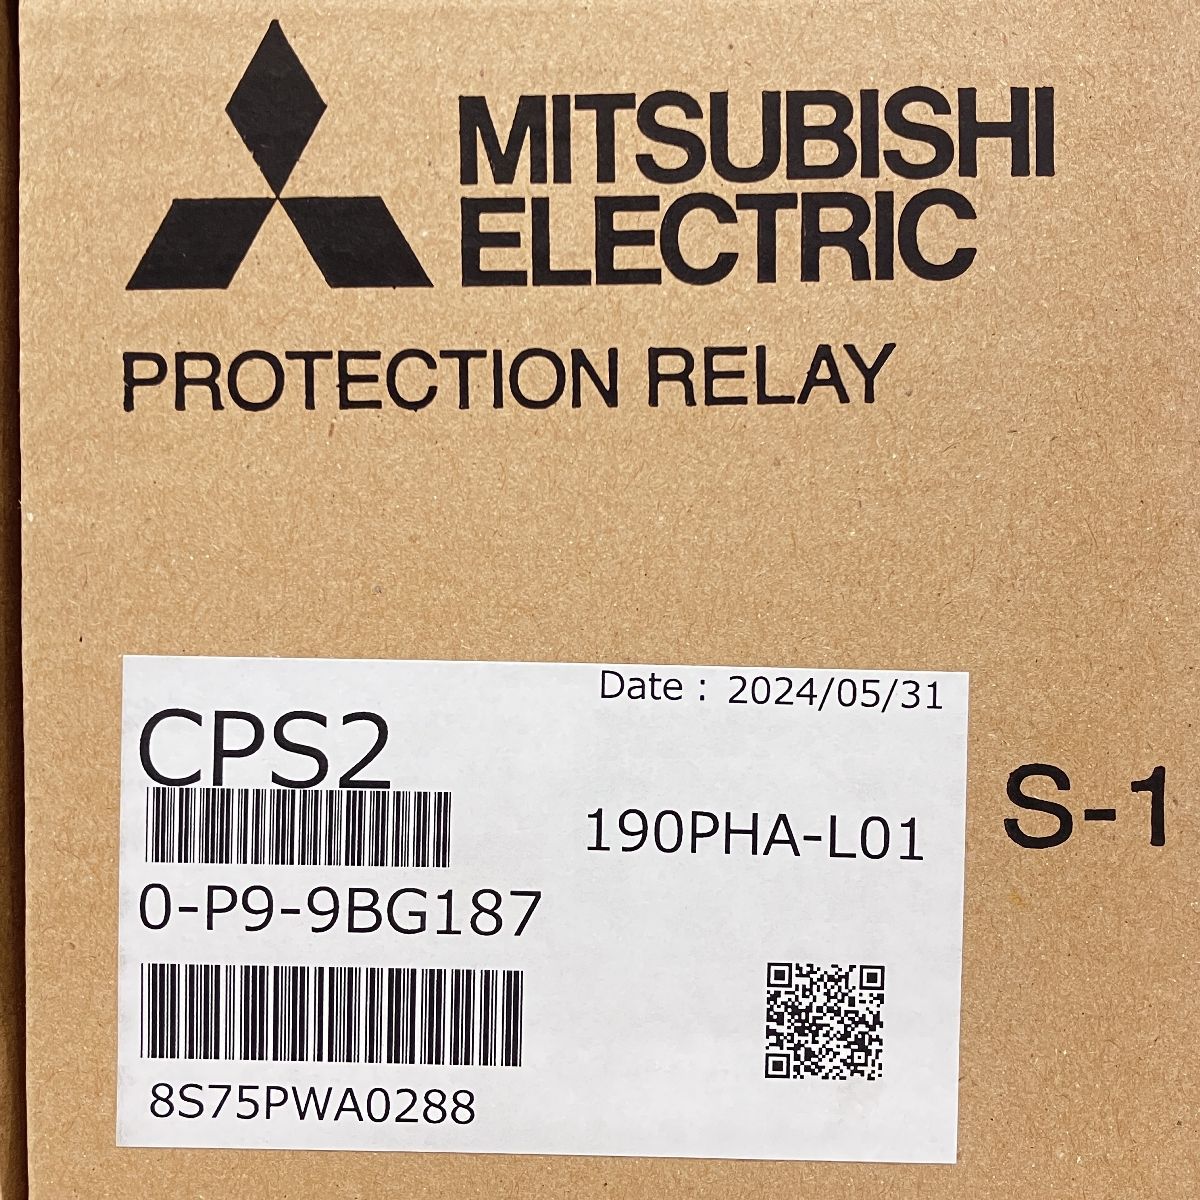 MITSUBISHI
ELECTRIC
PROTECTION RELAY
Date : 2024/05/31
CPS2
190PHA-L01
S-1
0-P9-9BG187
8S75PWA0288